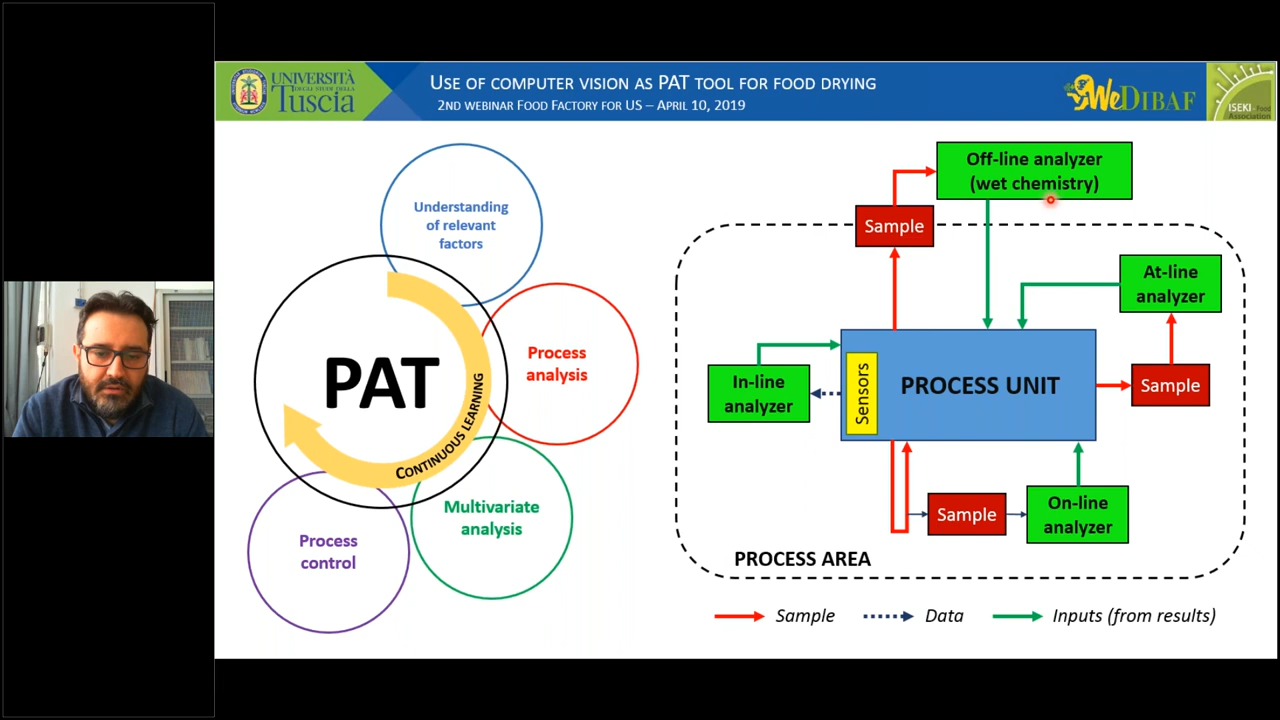 UNIVERSITÀ
DEGLI STUDI DELLA
TUSCIA
USE OF COMPUTER VISION AS PAT TOOL FOR FOOD DRYING
2ND WEBINAR FOOD FACTORY FOR US – APRIL 10, 2019
WEDIBAF
ISEKI-Food
Association
Understanding
of relevant
factors
Process
analysis
Multivariate
analysis
Process
control
PAT
CONTINUOUS LEARNING
Off-line analyzer
(wet chemistry)
Sample
At-line
analyzer
In-line
analyzer
Sensors
PROCESS UNIT
Sample
Sample
On-line
analyzer
PROCESS AREA
Sample
Data
Inputs (from results)